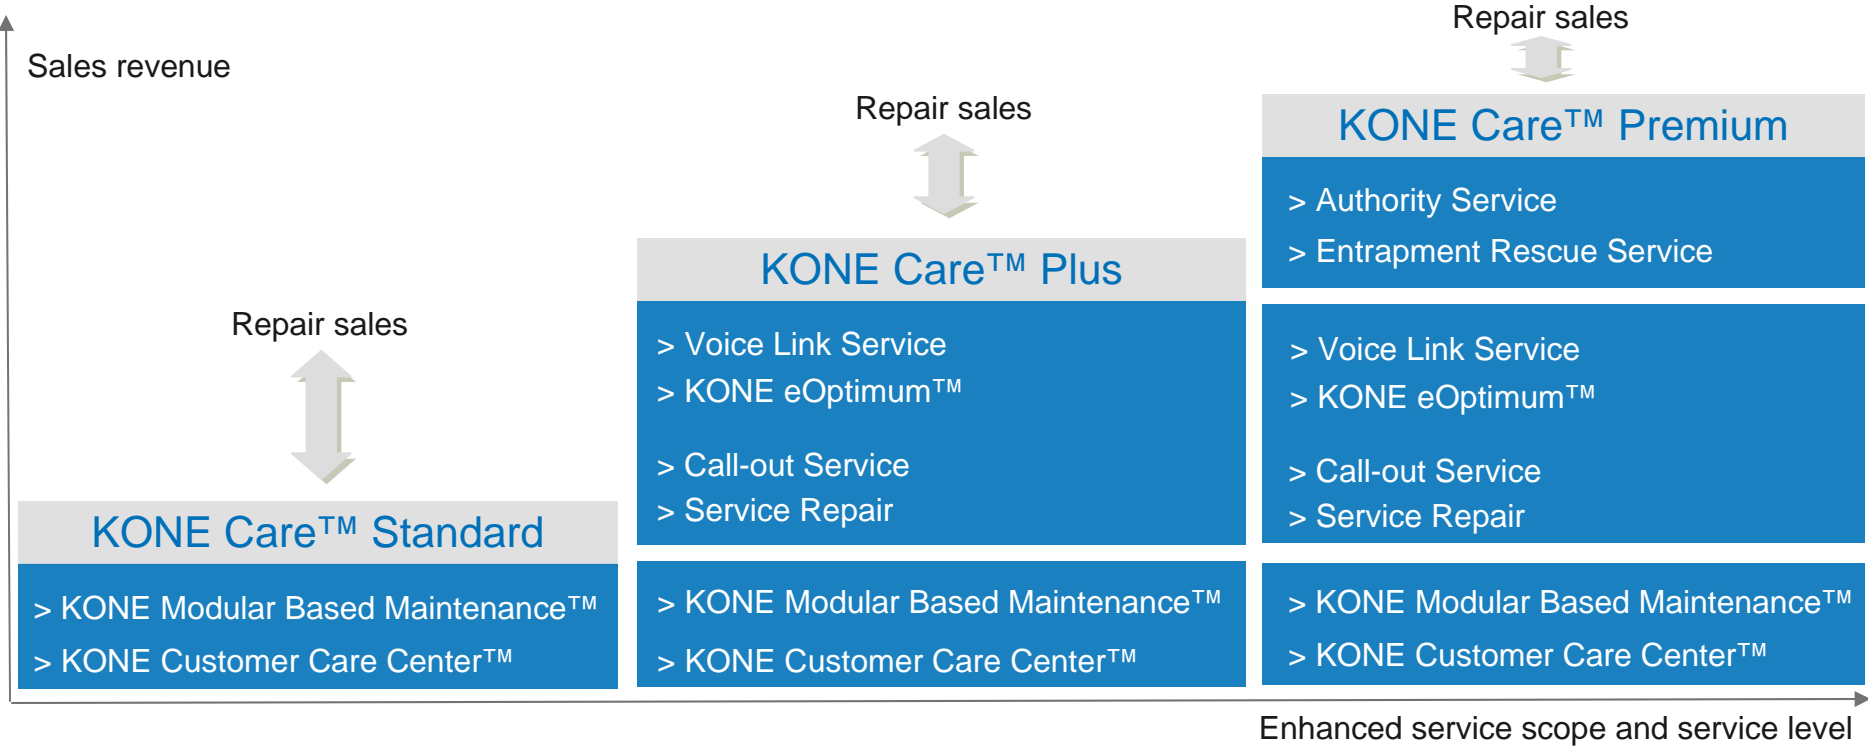 Sales revenue
Repair sales
KONE Care™ Standard
> KONE Modular Based Maintenance™
> KONE Customer Care Center™
Repair sales
KONE Care™ Plus
> Voice Link Service
> KONE eOptimum™
> Call-out Service
> Service Repair
> KONE Modular Based Maintenance™
> KONE Customer Care Center™
Repair sales
KONE Care™ Premium
> Authority Service
> Entrapment Rescue Service
> Voice Link Service
> KONE eOptimum™
> Call-out Service
> Service Repair
> KONE Modular Based Maintenance™
> KONE Customer Care Center™
Enhanced service scope and service level